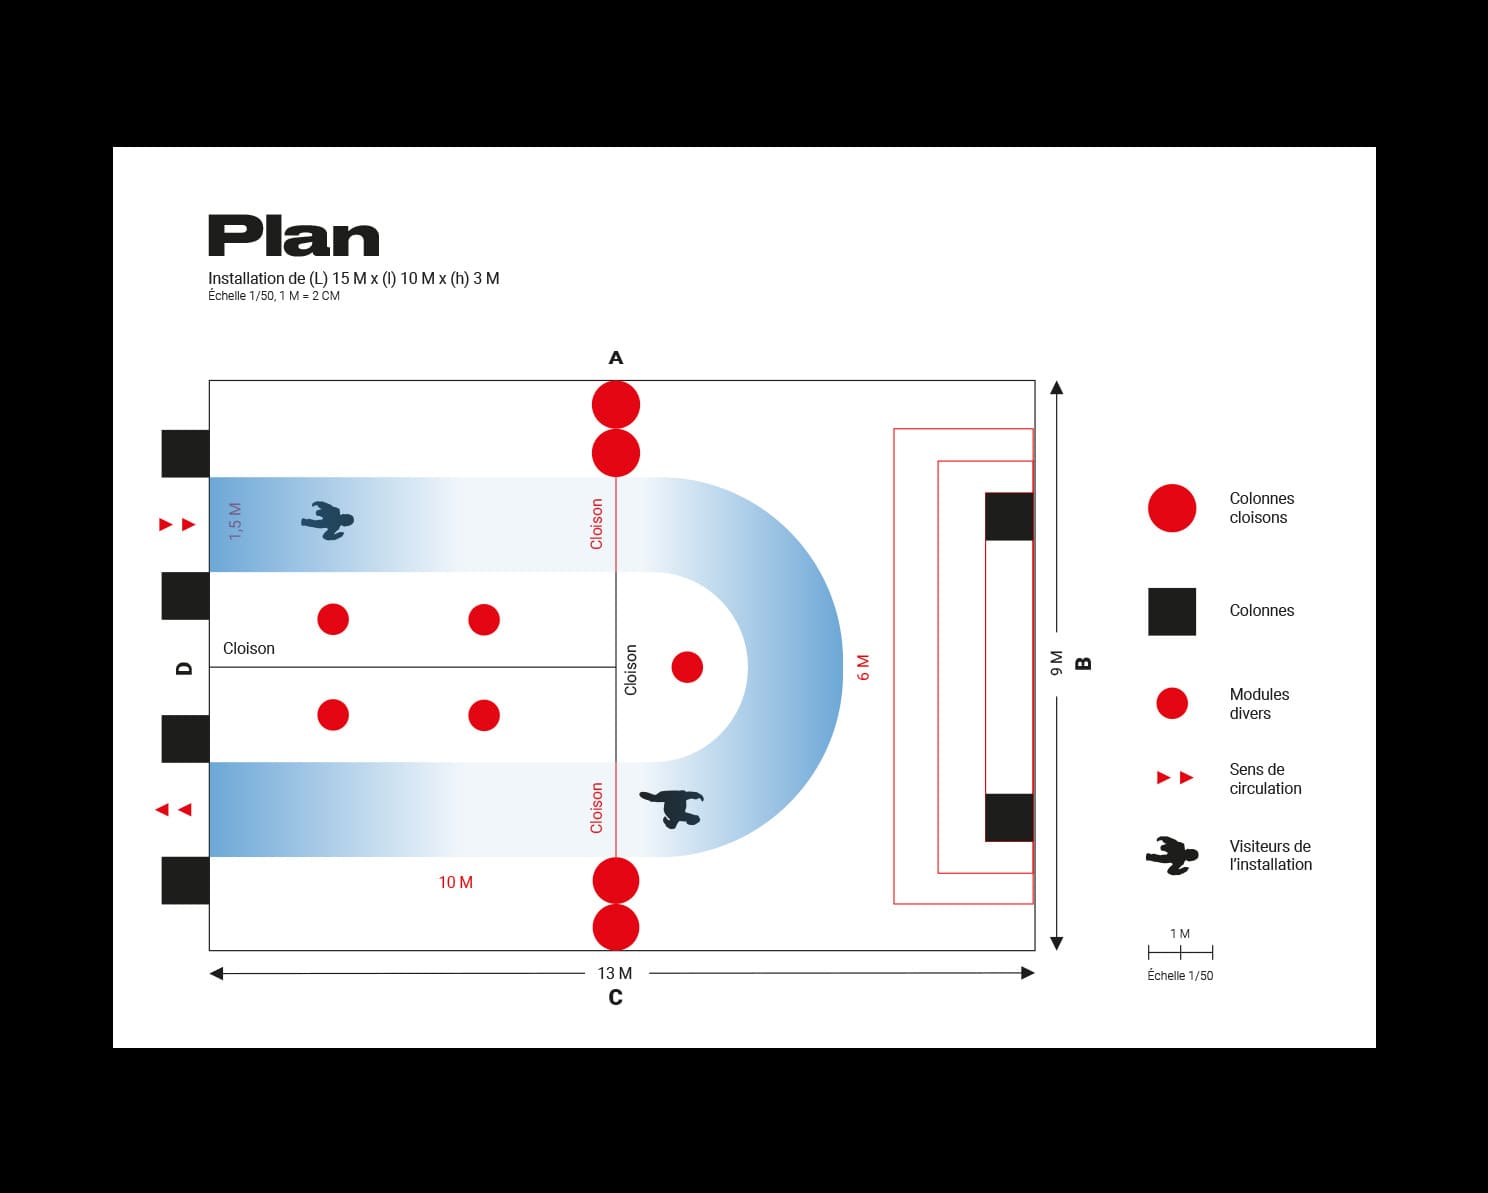 Plan
Installation de (L) 15 M x (l) 10 M x (h) 3 M
Échelle 1/50, 1 M = 2 CM
A
1,5 M
Cloison
Cloison
Cloison
D
Cloison
10 M
6 M
9 M
B
13 M
C
Colonnes
cloisons
Colonnes
Modules
divers
Sens de
circulation
Visiteurs de
l'installation
1 M
Échelle 1/50